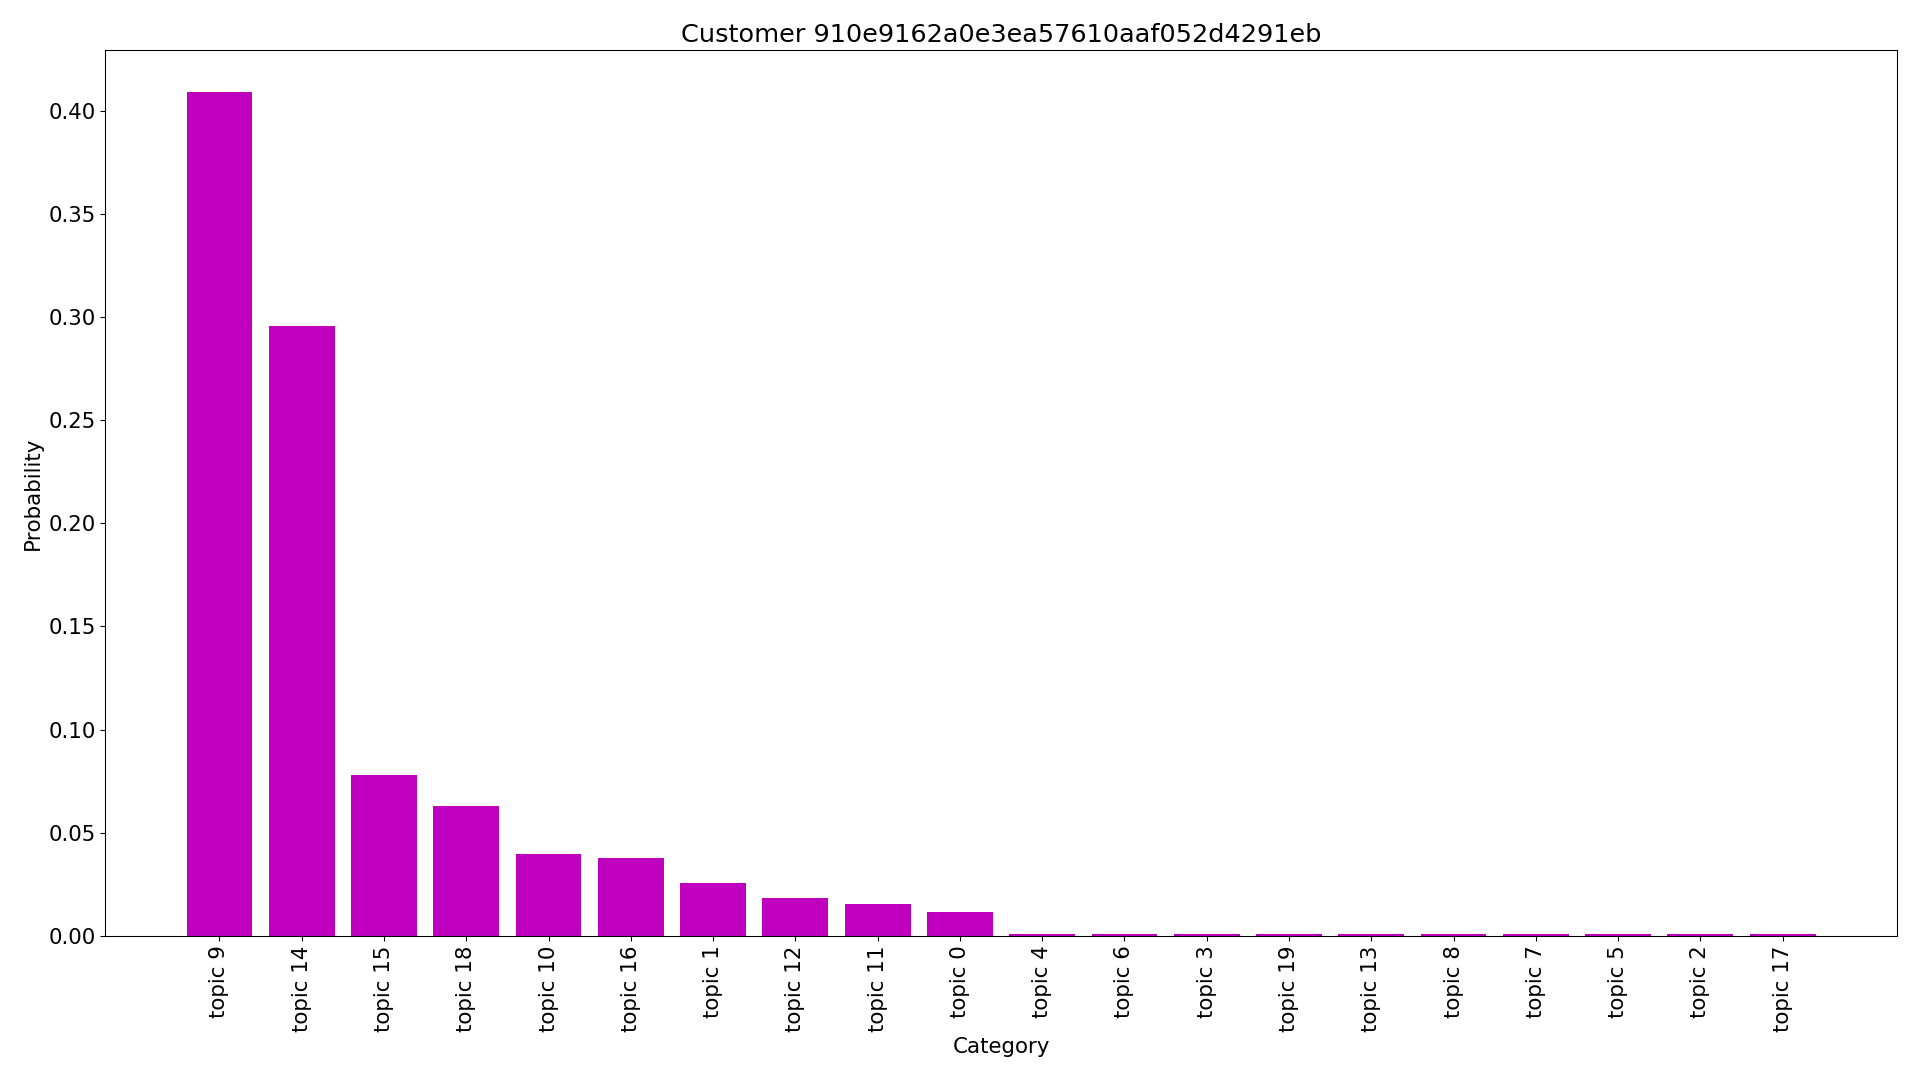 Customer 910e9162a0e3ea57610aaf052d4291eb
Probability
0.40
0.35
0.30
0.25
0.20
0.15
0.10
0.05
0.00
topic 9
topic 14
topic 15
topic 18
topic 10
topic 16
topic 1
topic 12
topic 11
topic 0
topic 4
topic 6
topic 3
topic 19
topic 13
topic 8
topic 7
topic 5
topic 2
topic 17
Category